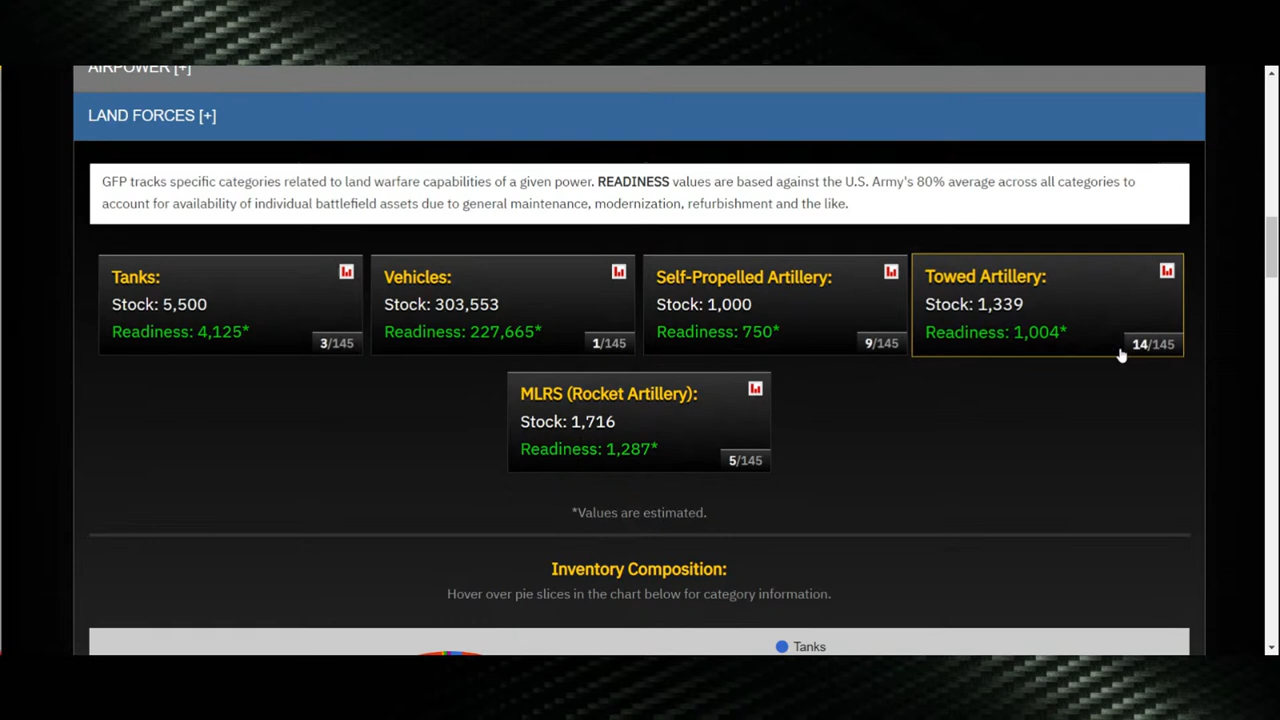 AIRPOWER [+]
LAND FORCES [+]
GFP tracks specific categories related to land warfare capabilities of a given power. READINESS values are based against the U.S. Army's 80% average across all categories to
account for availability of individual battlefield assets due to general maintenance, modernization, refurbishment and the like.
Tanks:
Stock: 5,500
Readiness: 4,125*
3/145
Vehicles:
Stock: 303,553
Readiness: 227,665*
1/145
Self-Propelled Artillery:
Stock: 1,000
Readiness: 750*
9/145
Towed Artillery:
Stock: 1,339
Readiness: 1,004*
14/145
MLRS (Rocket Artillery):
Stock: 1,716
Readiness: 1,287*
5/145
*Values are estimated.
Inventory Composition:
Hover over pie slices in the chart below for category information.
Tanks